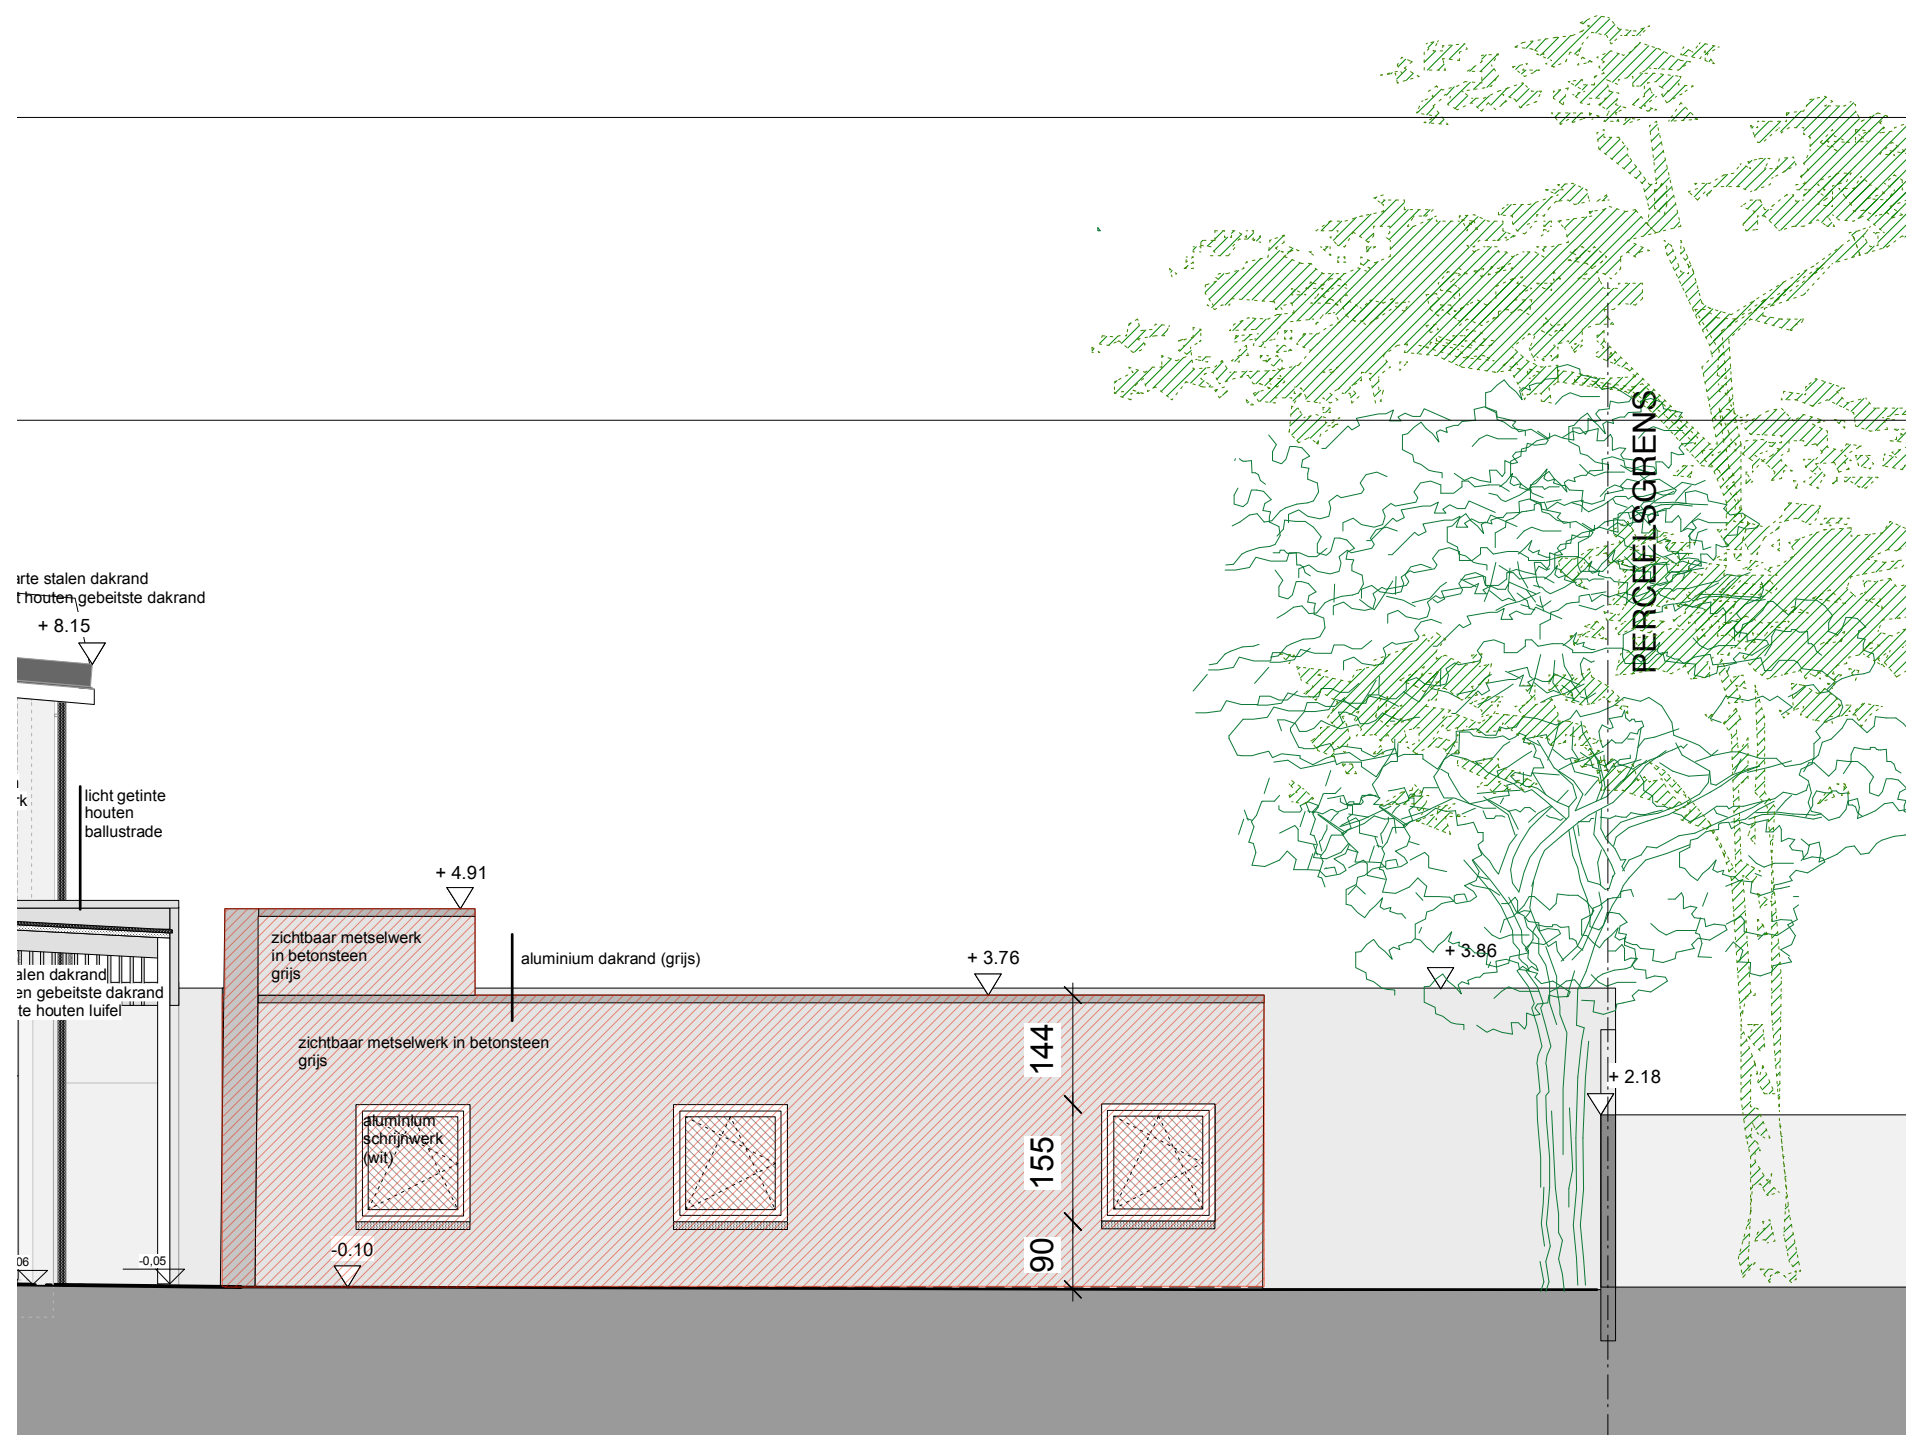 PERCEELSGRENS
arte stalen dakrand
houten gebeitste dakrand
+ 8.15
licht getinte
houten
ballustrade
rk
+ 4.91
zichtbaar metselwerk
in betonsteen
grijs
aluminium dakrand (grijs)
+ 3.76
+ 3.86
alen dakrand
en gebeitste dakrand
te houten luifel
zichtbaar metselwerk in betonsteen
grijs
144
+ 2.18
aluminium
schrijnwerk
(wit)
155
-0.10
90
06
-0,05